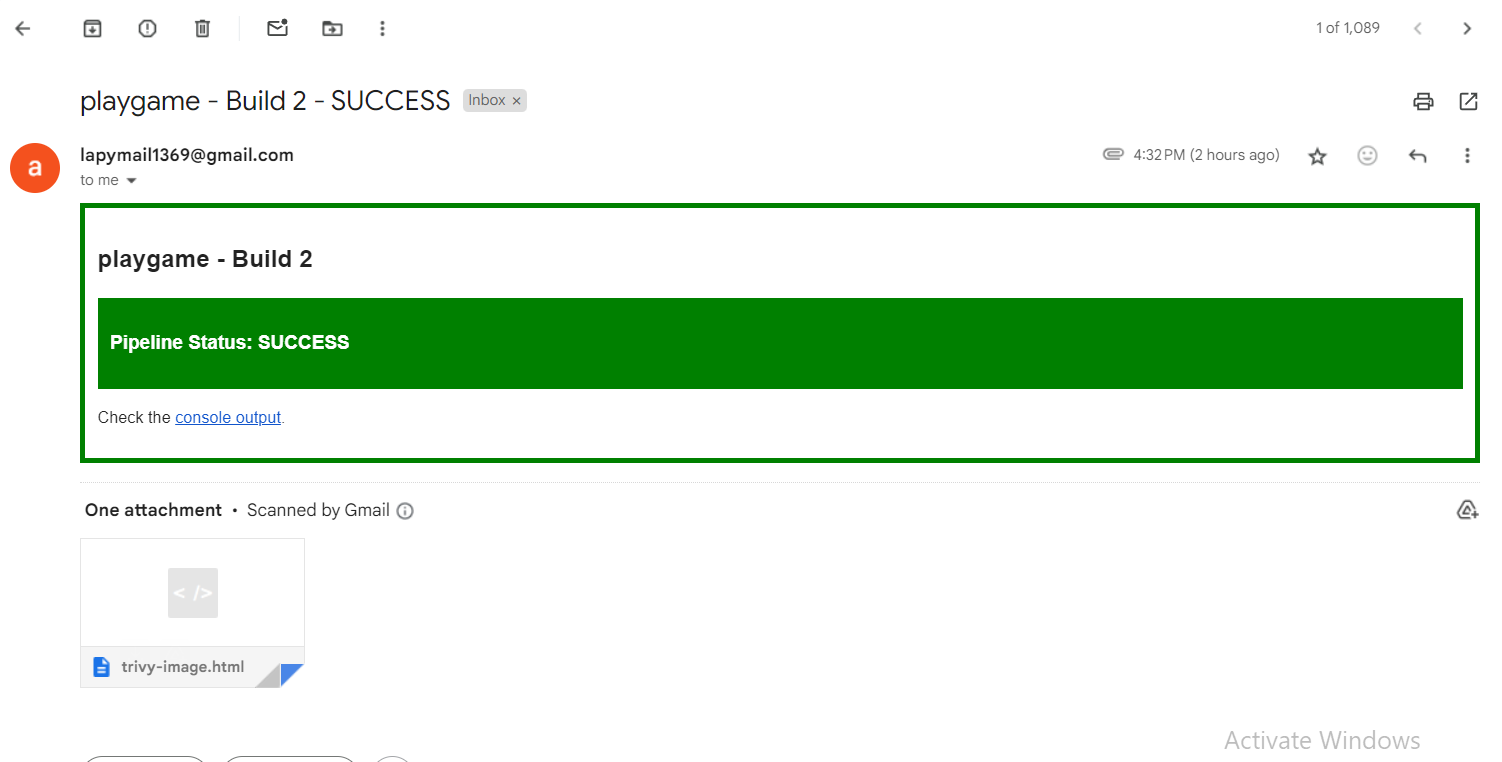 1 of 1,089
playgame - Build 2 - SUCCESS Inbox ×
a
lapymail1369@gmail.com 4:32 PM (2 hours ago)
to me
playgame - Build 2
Pipeline Status: SUCCESS
Check the console output.
One attachment • Scanned by Gmail
< />
trivy-image.html
Activate Windows